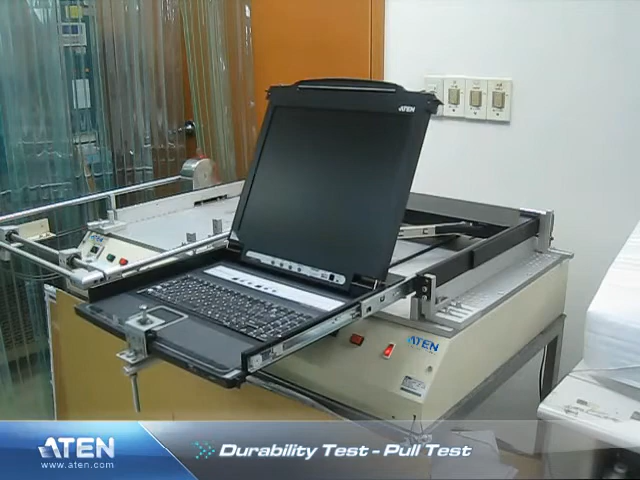 ATEN
ATEN
ATEN
www.aten.com
Durability Test - Pull Test